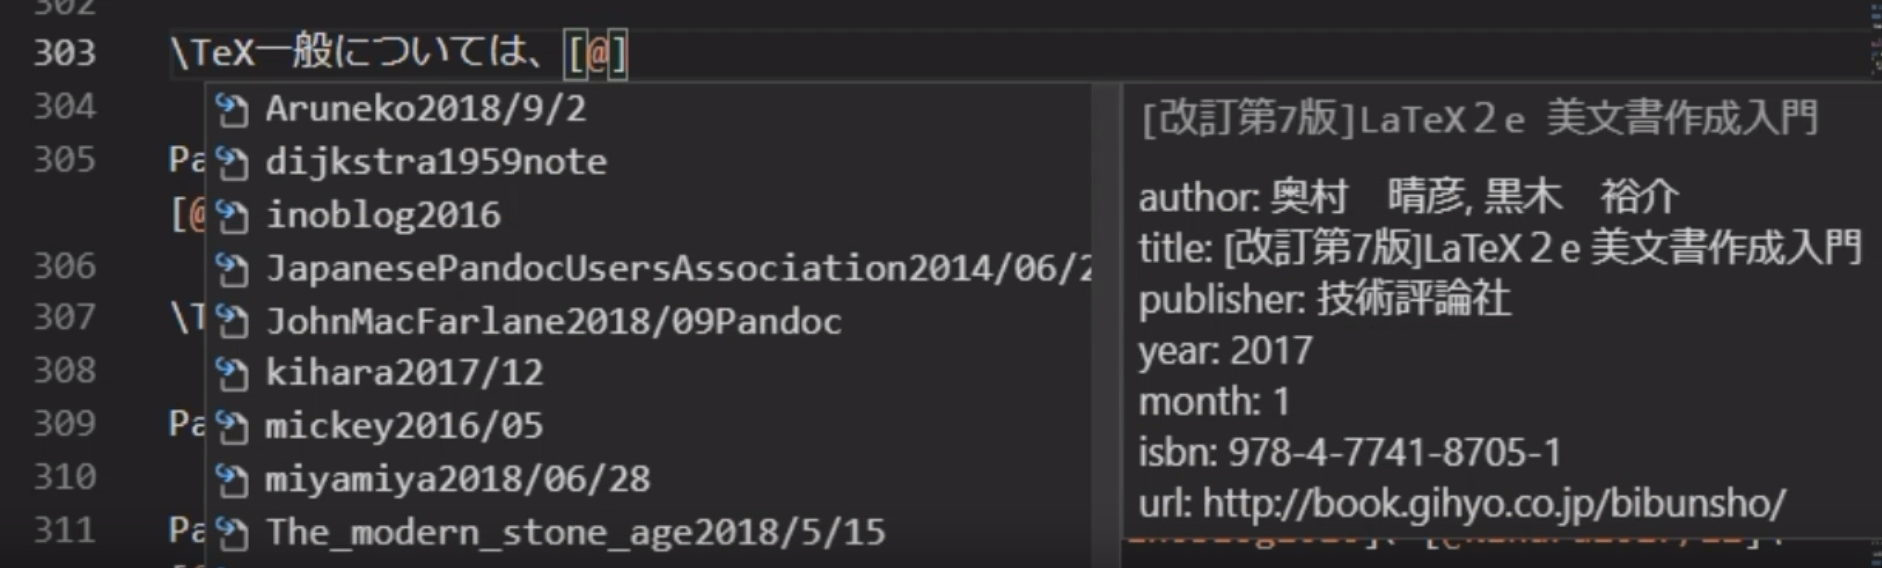 302
303 \TeX一般については、[@]
304
305 Pa
[@
306
307 \T
308
309 Pa
310
311 Pa
Aruneko2018/9/2
dijkstra1959note
inoblog2016
JapanesePandocUsersAssociation2014/06/2
JohnMacFarlane2018/09Pandoc
kihara2017/12
mickey2016/05
miyamiya2018/06/28
The_modern_stone_age2018/5/15
[改訂第7版]LaTeX２e 美文書作成入門
author: 奥村　晴彦, 黒木　裕介
title: [改訂第7版]LaTeX２e 美文書作成入門
publisher: 技術評論社
year: 2017
month: 1
isbn: 978-4-7741-8705-1
url: http://book.gihyo.co.jp/bibunsho/